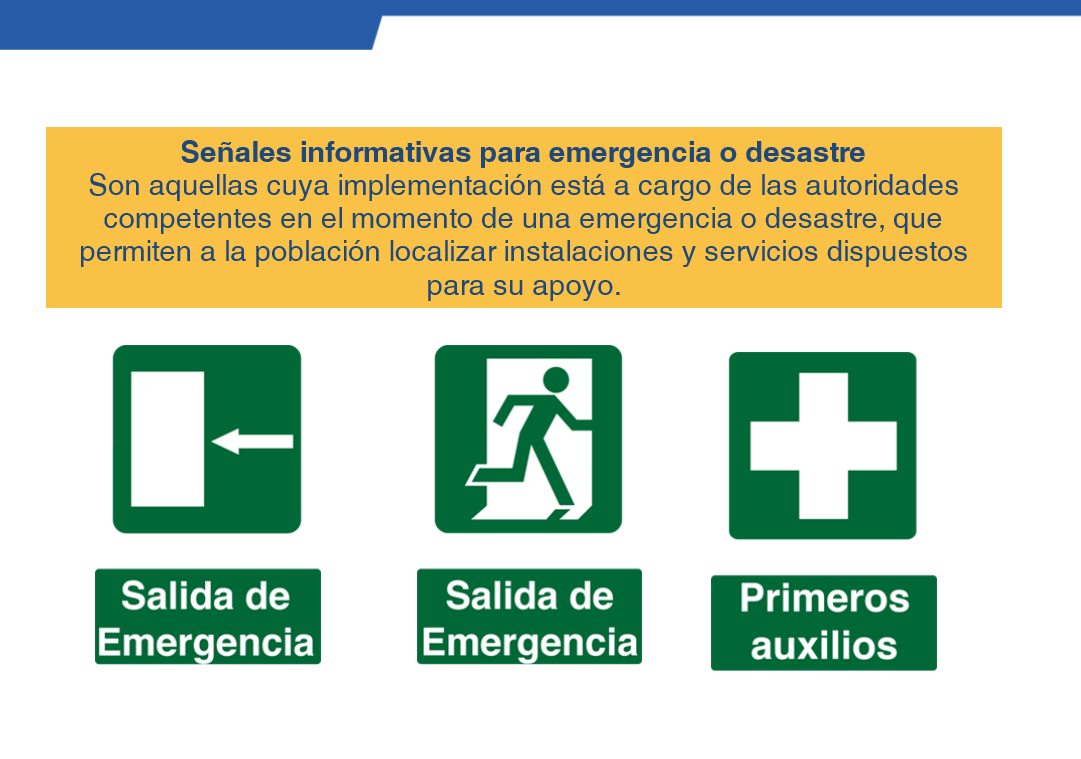 Señales informativas para emergencia o desastre
Son aquellas cuya implementación está a cargo de las autoridades
competentes en el momento de una emergencia o desastre, que
permiten a la población localizar instalaciones y servicios dispuestos
para su apoyo.
Salida de
Emergencia
Salida de
Emergencia
Primeros
auxilios